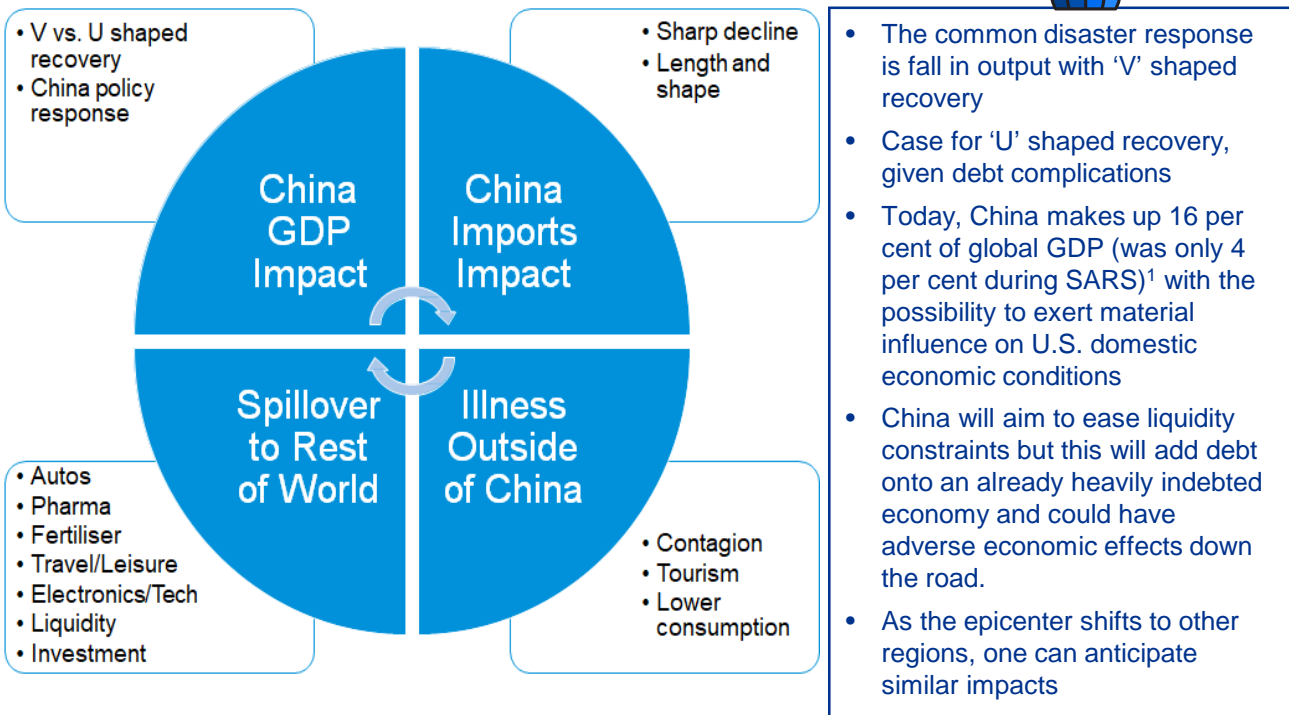 • V vs. U shaped
recovery
• China policy
response
• Sharp decline
• Length and
shape
China
GDP
Impact
China
Imports
Impact
Spillover
to Rest
of World
Illness
Outside
of China
• Autos
• Pharma
• Fertiliser
• Travel/Leisure
• Electronics/Tech
• Liquidity
• Investment
• Contagion
• Tourism
• Lower
consumption
• The common disaster response
is fall in output with ‘V’ shaped
recovery
• Case for ‘U’ shaped recovery,
given debt complications
• Today, China makes up 16 per
cent of global GDP (was only 4
per cent during SARS)¹ with the
possibility to exert material
influence on U.S. domestic
economic conditions
• China will aim to ease liquidity
constraints but this will add debt
onto an already heavily indebted
economy and could have
adverse economic effects down
the road.
• As the epicenter shifts to other
regions, one can anticipate
similar impacts